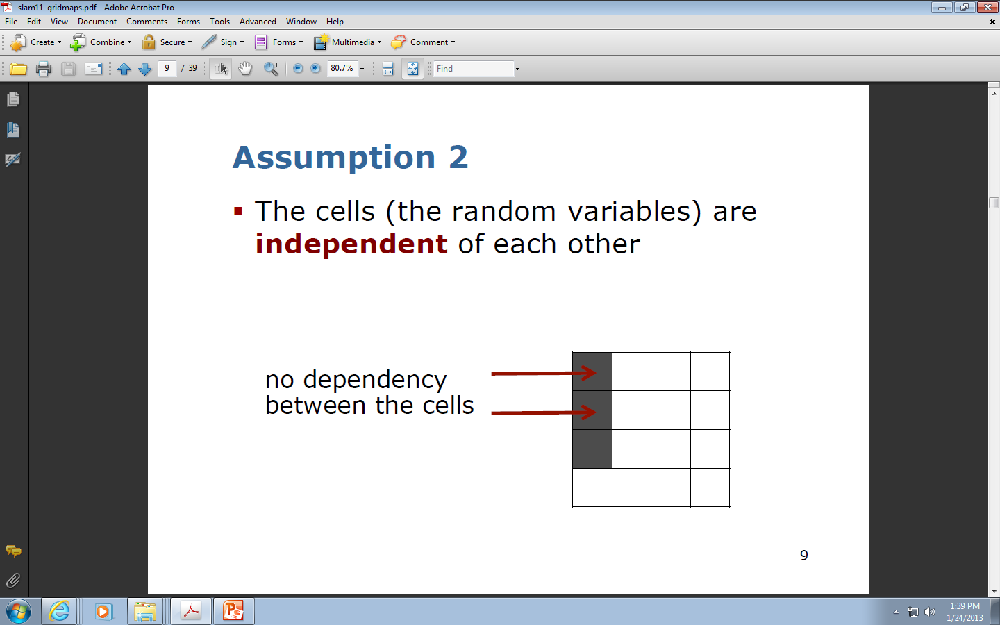 slam11-gridmaps.pdf - Adobe Acrobat Pro
File Edit View Document Comments Forms Tools Advanced Window Help
Create Combine Secure Sign Forms Multimedia Comment
9 / 39 80.7% Find
Assumption 2
The cells (the random variables) are
independent of each other
no dependency
between the cells
9
1:39 PM
1/24/2013